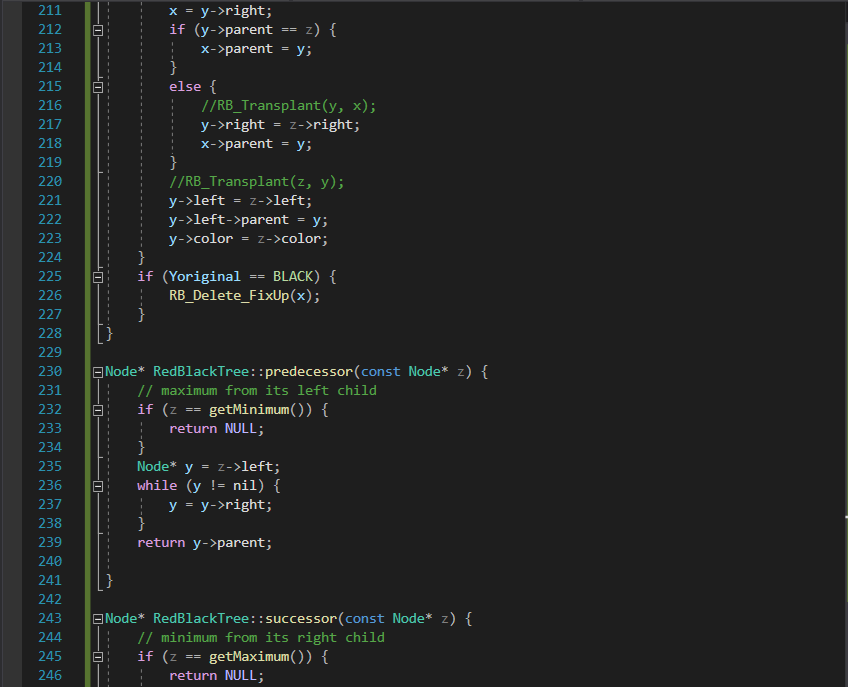 211 x = y->right;
212 if (y->parent == z) {
213 x->parent = y;
214 }
215 else {
216 //RB_Transplant(y, x);
217 y->right = z->right;
218 x->parent = y;
219 }
220 //RB_Transplant(z, y);
221 y->left = z->left;
222 y->left->parent = y;
223 y->color = z->color;
224 }
225 if (Yoriginal == BLACK) {
226 RB_Delete_FixUp(x);
227 }
228 }
229
230 Node* RedBlackTree::predecessor(const Node* z) {
231 // maximum from its left child
232 if (z == getMinimum()) {
233 return NULL;
234 }
235 Node* y = z->left;
236 while (y != nil) {
237 y = y->right;
238 }
239 return y->parent;
240
241 }
242
243 Node* RedBlackTree::successor(const Node* z) {
244 // minimum from its right child
245 if (z == getMaximum()) {
246 return NULL;